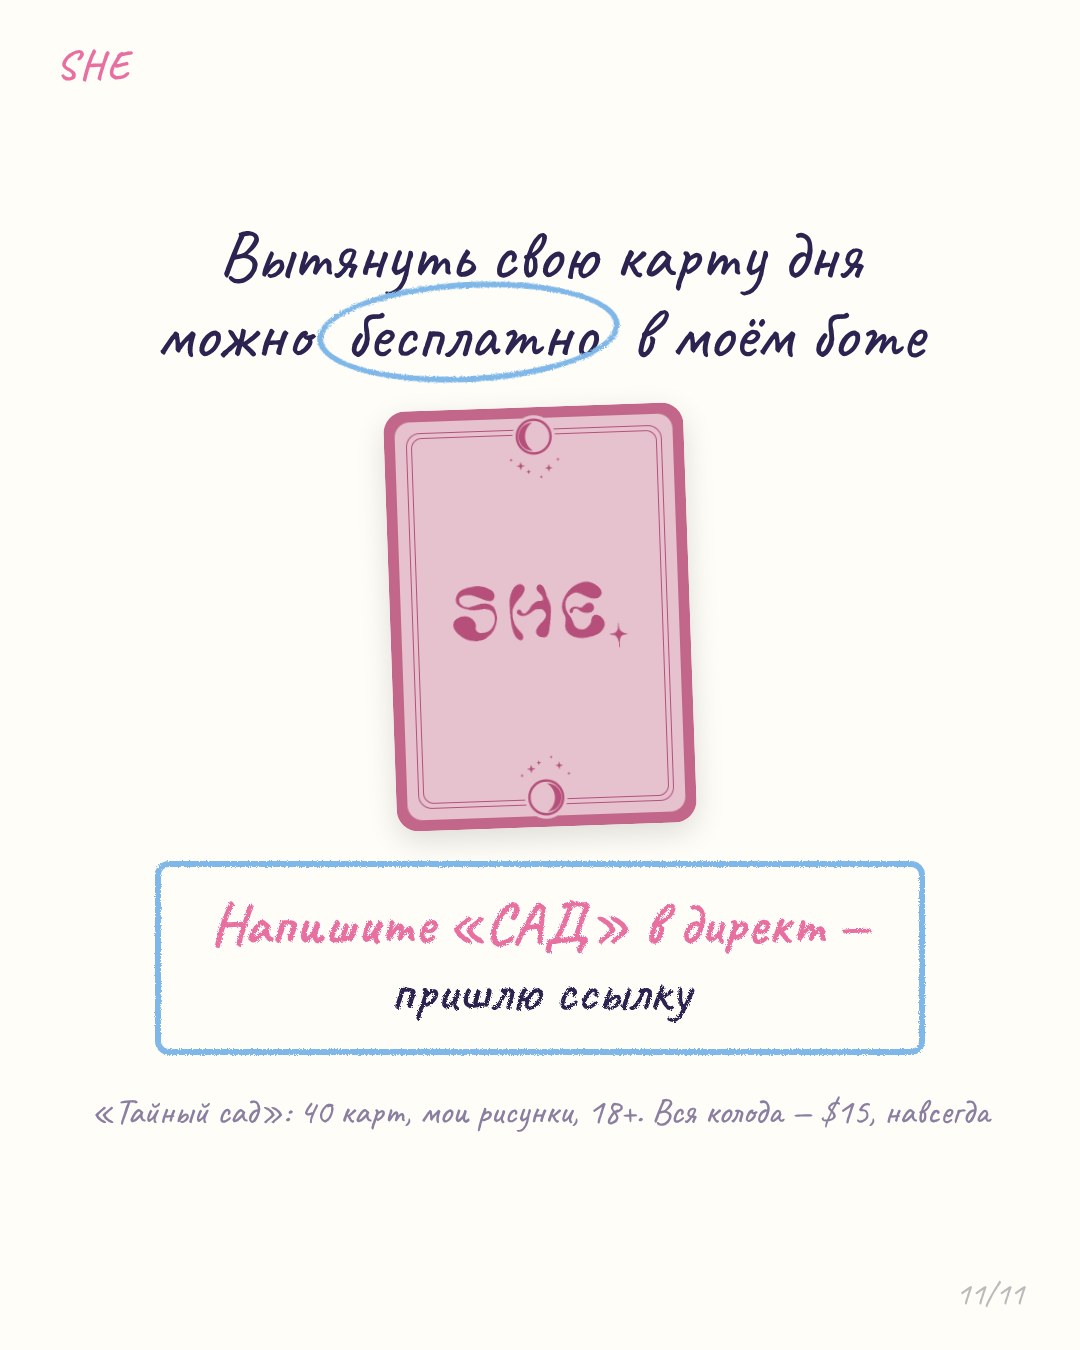 SHE
Вытянуть свою карту дня
можно бесплатно в моём боте
SHE
Напишите «САД» в директ —
пришлю ссылку
«Тайный сад»: 40 карт, мои рисунки, 18+. Вся колода — $15, навсегда
11/11